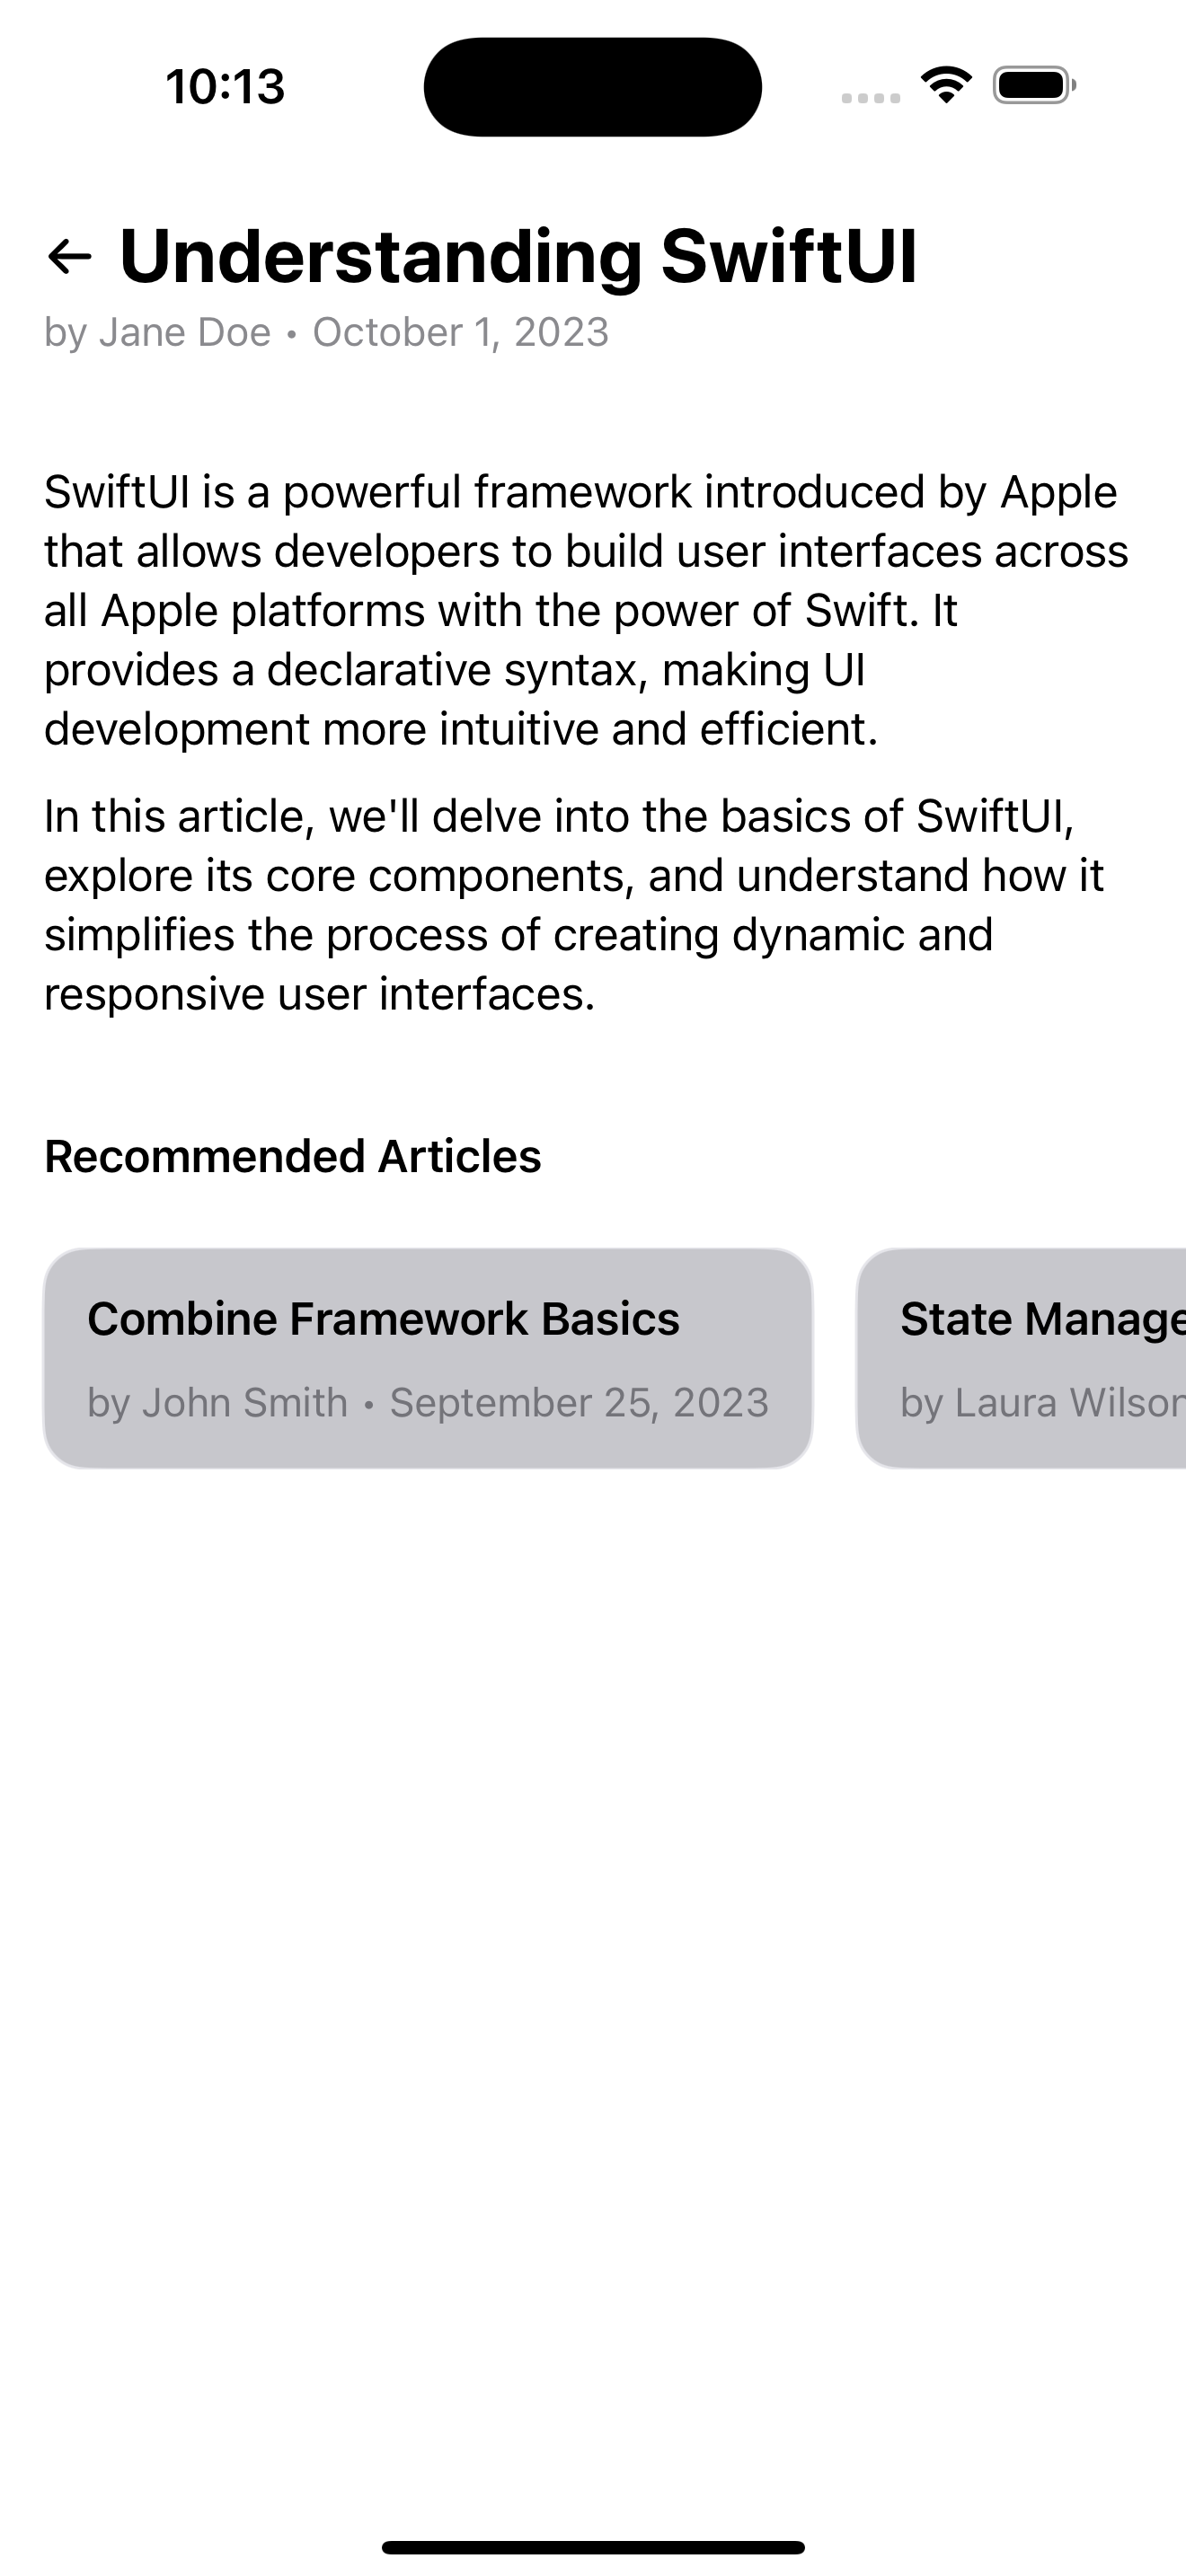 10:13
Understanding SwiftUI
by Jane Doe • October 1, 2023
SwiftUI is a powerful framework introduced by Apple
that allows developers to build user interfaces across
all Apple platforms with the power of Swift. It
provides a declarative syntax, making UI
development more intuitive and efficient.
In this article, we'll delve into the basics of SwiftUI,
explore its core components, and understand how it
simplifies the process of creating dynamic and
responsive user interfaces.
Recommended Articles
Combine Framework Basics
by John Smith • September 25, 2023
State Manage
by Laura Wilson